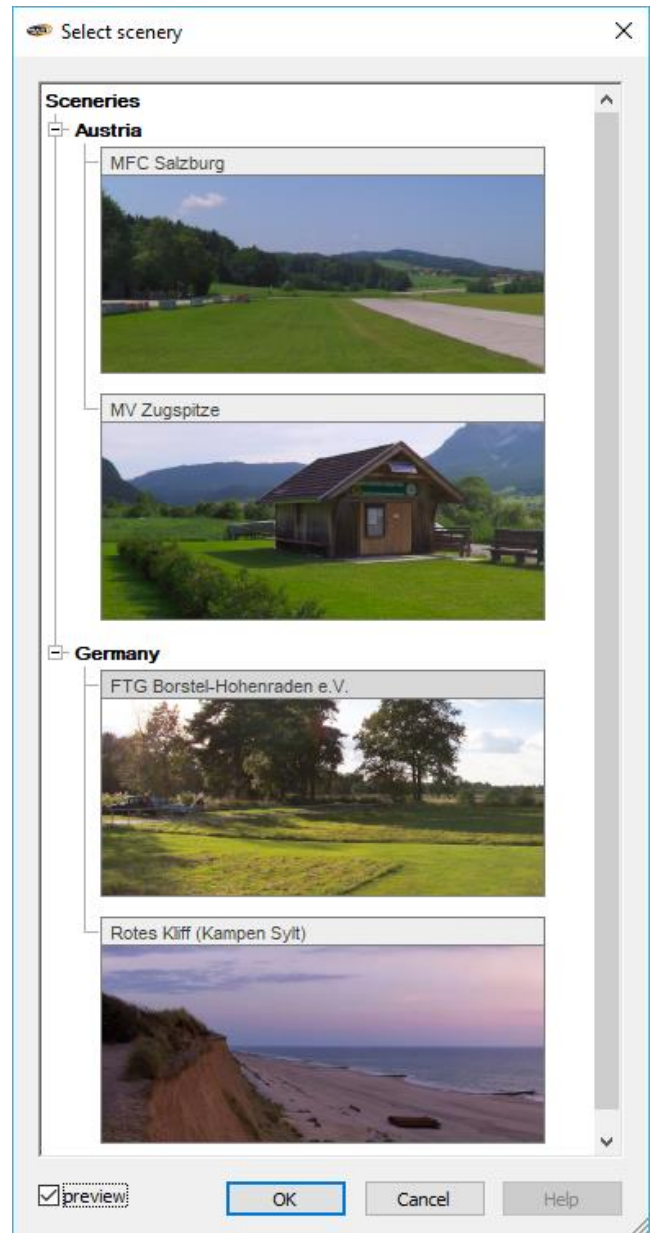 Select scenery
Sceneries
Austria
MFC Salzburg
MV Zugspitze
Germany
FTG Borstel-Hohenraden e.V.
Rotes Kliff (Kampen Sylt)
preview
OK
Cancel
Help